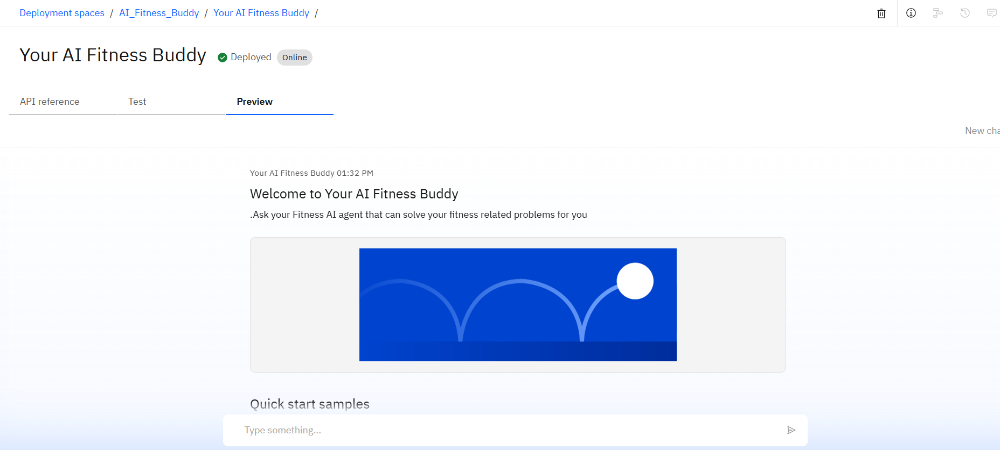 Deployment spaces / AI_Fitness_Buddy / Your AI Fitness Buddy /
Your AI Fitness Buddy Deployed Online
API reference Test Preview
New cha
Your AI Fitness Buddy 01:32 PM
Welcome to Your AI Fitness Buddy
.Ask your Fitness AI agent that can solve your fitness related problems for you
Quick start samples
Type something...